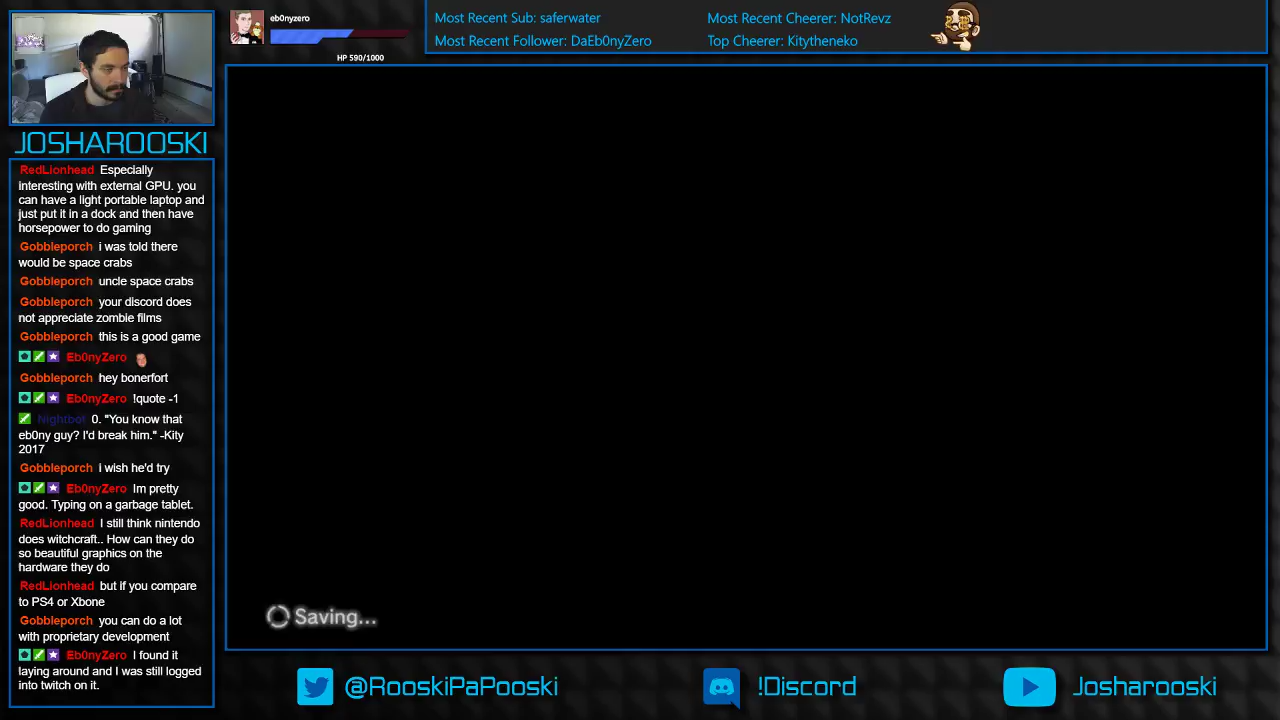 eb0nyzero
HP 590/1000
Most Recent Sub: saferwater
Most Recent Follower: DaEb0nyZero
Most Recent Cheerer: NotRevz
Top Cheerer: Kitytheneko
JOSHAROOSKI
RedLionhead Especially
interesting with external GPU. you
can have a light portable laptop and
just put it in a dock and then have
horsepower to do gaming
Gobbleporch i was told there
would be space crabs
Gobbleporch uncle space crabs
Gobbleporch your discord does
not appreciate zombie films
Gobbleporch this is a good game
Eb0nyZero
Gobbleporch hey bonerfort
Eb0nyZero !quote -1
Nightbot 0. "You know that
eb0ny guy? I'd break him." -Kity
2017
Gobbleporch i wish he'd try
Eb0nyZero Im pretty
good. Typing on a garbage tablet.
RedLionhead I still think nintendo
does witchcraft.. How can they do
so beautiful graphics on the
hardware they do
RedLionhead but if you compare
to PS4 or Xbone
Gobbleporch you can do a lot
with proprietary development
Eb0nyZero I found it
laying around and I was still logged
into twitch on it.
Saving...
@RooskiPaPooski
!Discord
Josharooski